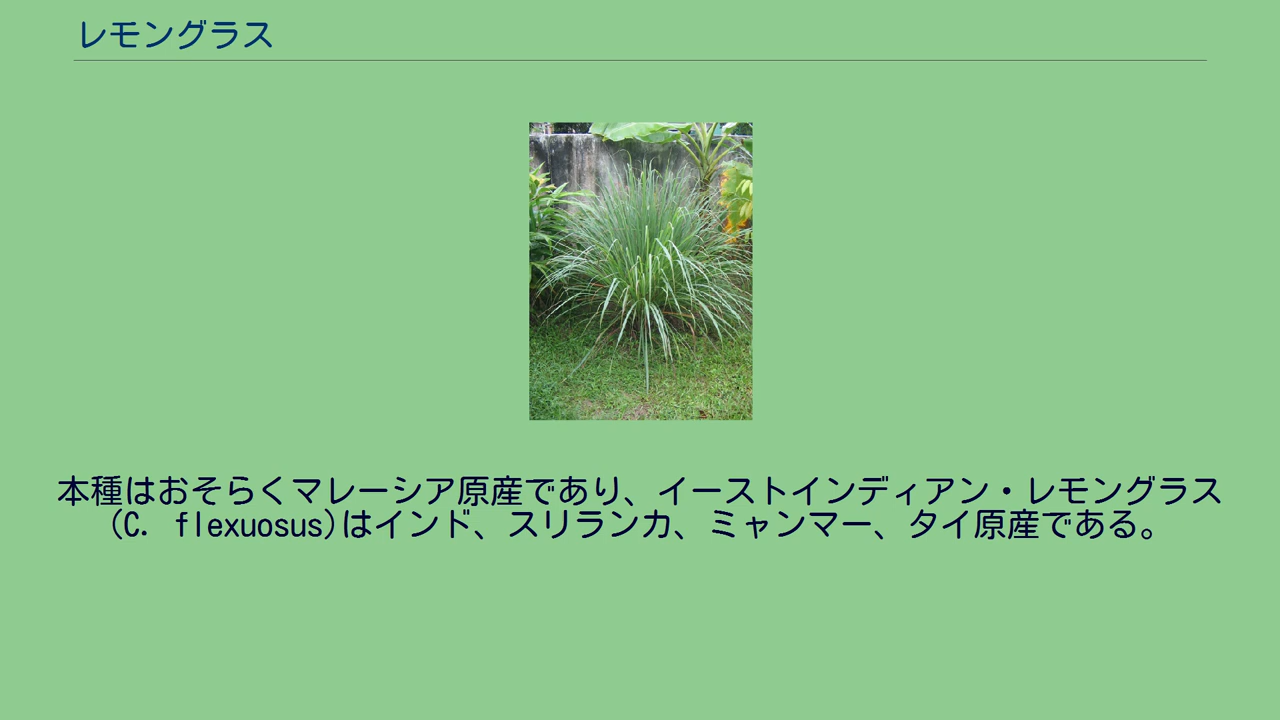 レモングラス
本種はおそらくマレーシア原産であり、イーストインディアン・レモングラス
(C. flexuosus)はインド、スリランカ、ミャンマー、タイ原産である。